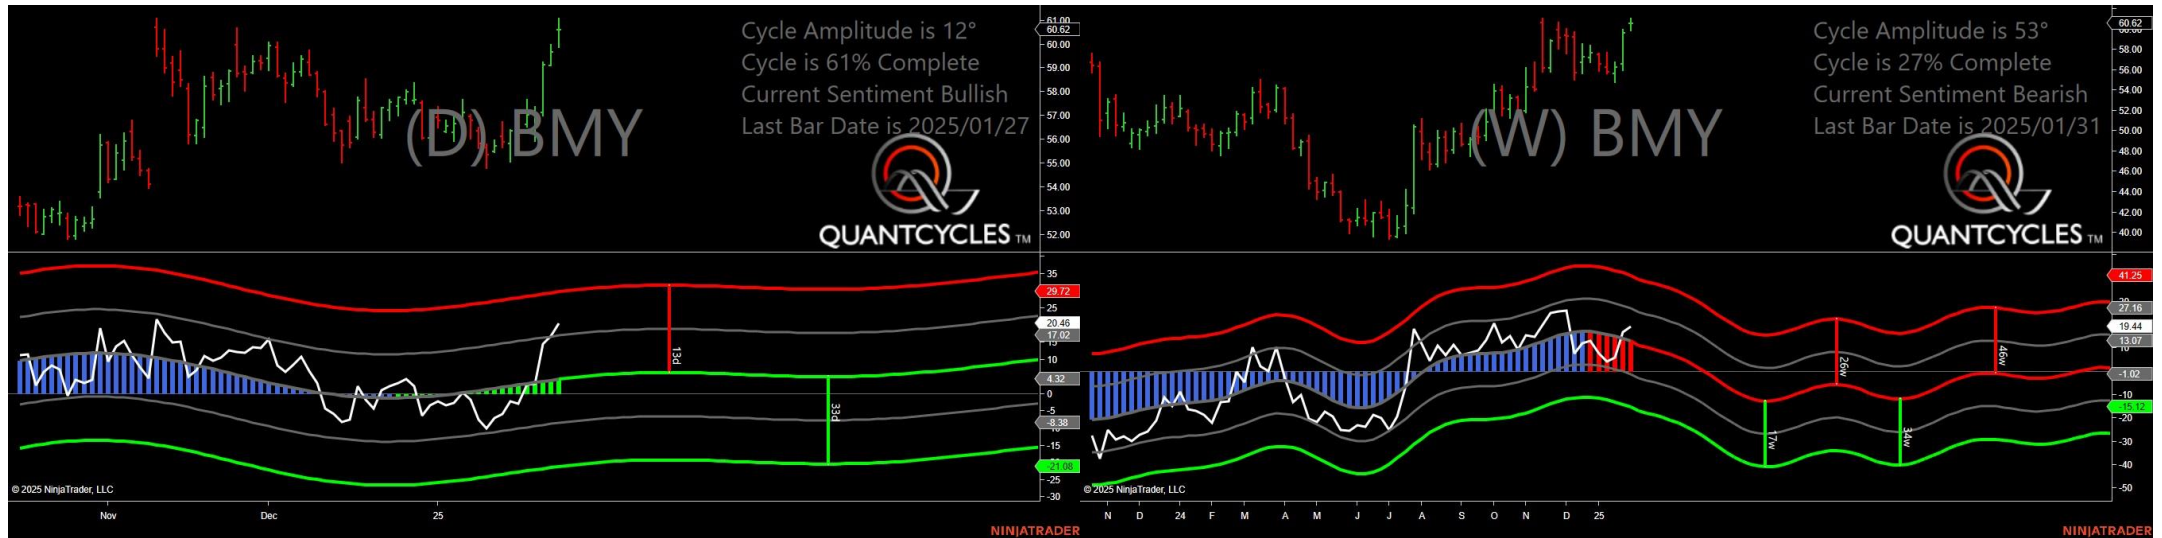 Cycle Amplitude is 12°
Cycle is 61% Complete
Current Sentiment Bullish
Last Bar Date is 2025/01/27
(D) BMY
QUANTCYCLES TM
61.00
60.62
60.00
59.00
58.00
57.00
56.00
55.00
54.00
53.00
52.00
35
29.72
25
20.46
17.02
10
4.32
0
-5
-8.38
-15
-21.08
-25
-30
13d
33d
© 2025 NinjaTrader, LLC
Nov Dec 25
NINJATRADER
Cycle Amplitude is 53°
Cycle is 27% Complete
Current Sentiment Bearish
Last Bar Date is 2025/01/31
(W) BMY
QUANTCYCLES TM
60.62
58.00
56.00
54.00
52.00
50.00
48.00
46.00
44.00
42.00
40.00
41.25
27.16
19.44
13.07
-1.02
-10
-15.12
-20
-30
-40
-50
17w
26w
34w
46w
© 2025 NinjaTrader, LLC
N D 24 F M A M J J A S O N D 25
NINJATRADER